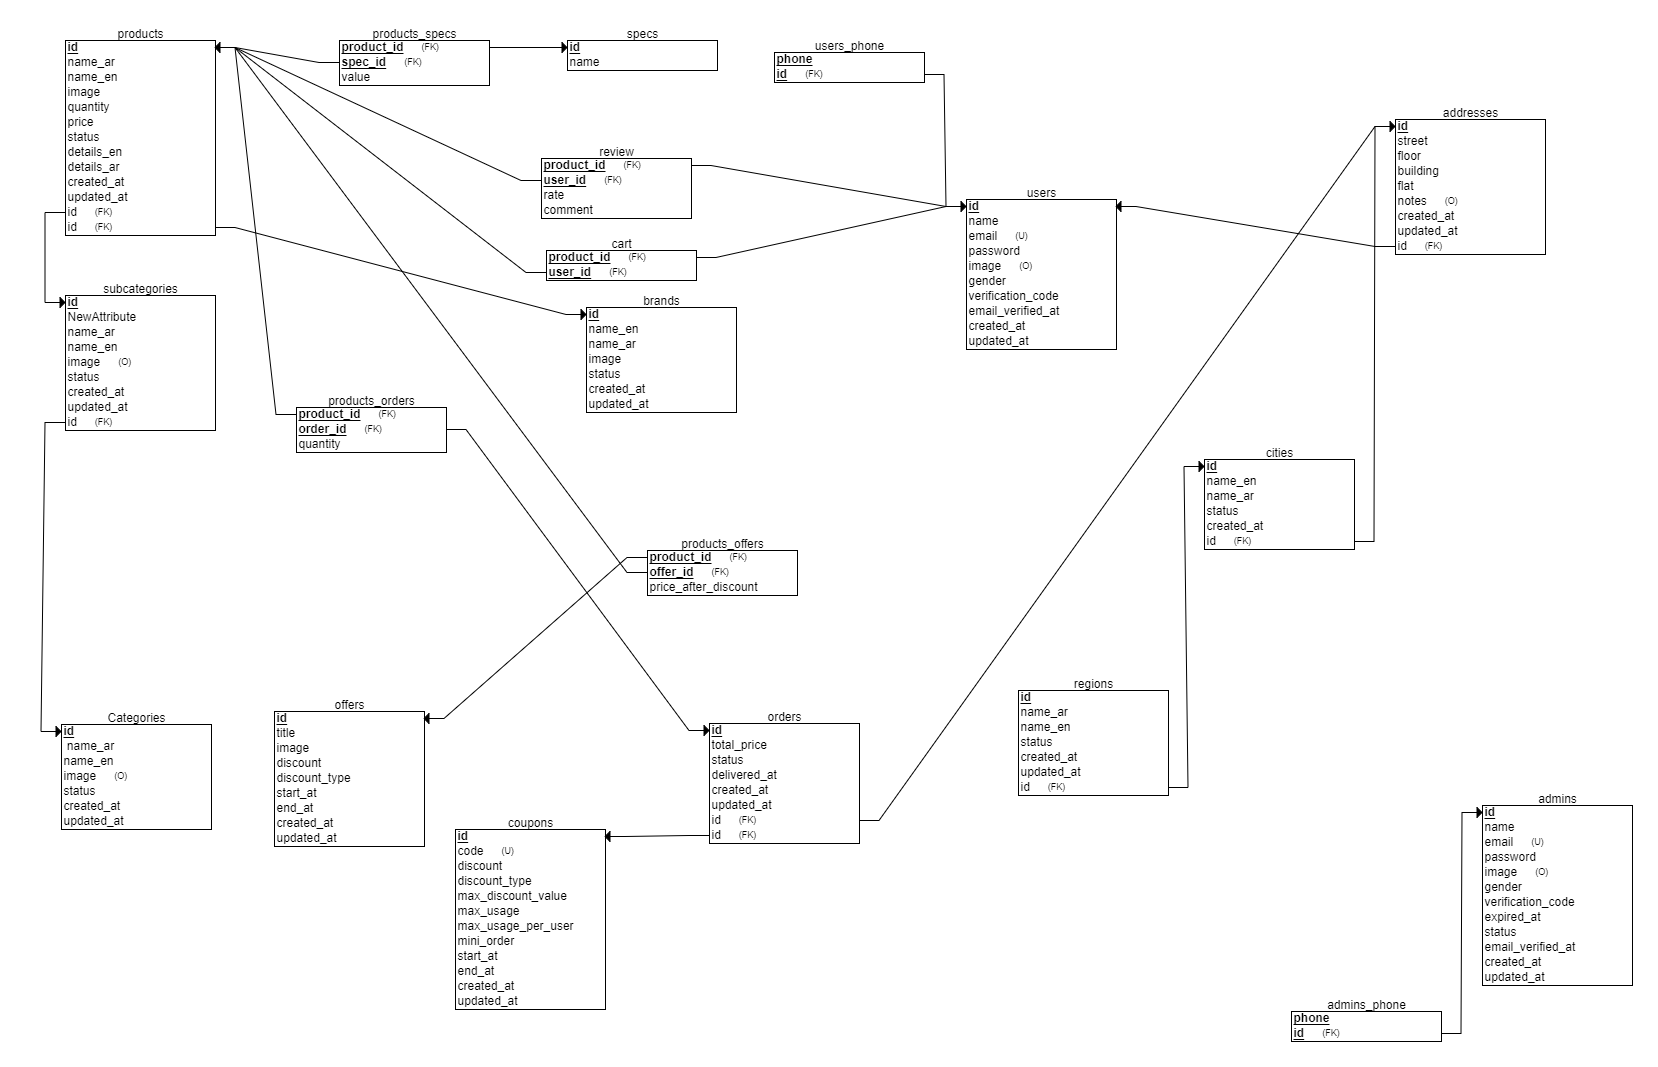 products
id
name_ar
name_en
image
quantity
price
status
details_en
details_ar
created_at
updated_at
id (FK)
id (FK)
products_specs
product_id (FK)
spec_id (FK)
value
specs
id
name
users_phone
phone
id (FK)
addresses
id
street
floor
building
flat
notes (O)
created_at
updated_at
id (FK)
review
product_id (FK)
user_id (FK)
rate
comment
users
id
name
email (U)
password
image (O)
gender
verification_code
email_verified_at
created_at
updated_at
cart
product_id (FK)
user_id (FK)
subcategories
id
NewAttribute
name_ar
name_en
image (O)
status
created_at
updated_at
id (FK)
brands
id
name_en
name_ar
image
status
created_at
updated_at
products_orders
product_id (FK)
order_id (FK)
quantity
cities
id
name_en
name_ar
status
created_at
id (FK)
products_offers
product_id (FK)
offer_id (FK)
price_after_discount
regions
id
name_ar
name_en
status
created_at
updated_at
id (FK)
Categories
id
name_ar
name_en
image (O)
status
created_at
updated_at
offers
id
title
image
discount
discount_type
start_at
end_at
created_at
updated_at
orders
id
total_price
status
delivered_at
created_at
updated_at
id (FK)
id (FK)
coupons
id
code (U)
discount
discount_type
max_discount_value
max_usage
max_usage_per_user
mini_order
start_at
end_at
created_at
updated_at
admins
id
name
email (U)
password
image (O)
gender
verification_code
expired_at
status
email_verified_at
created_at
updated_at
admins_phone
phone
id (FK)